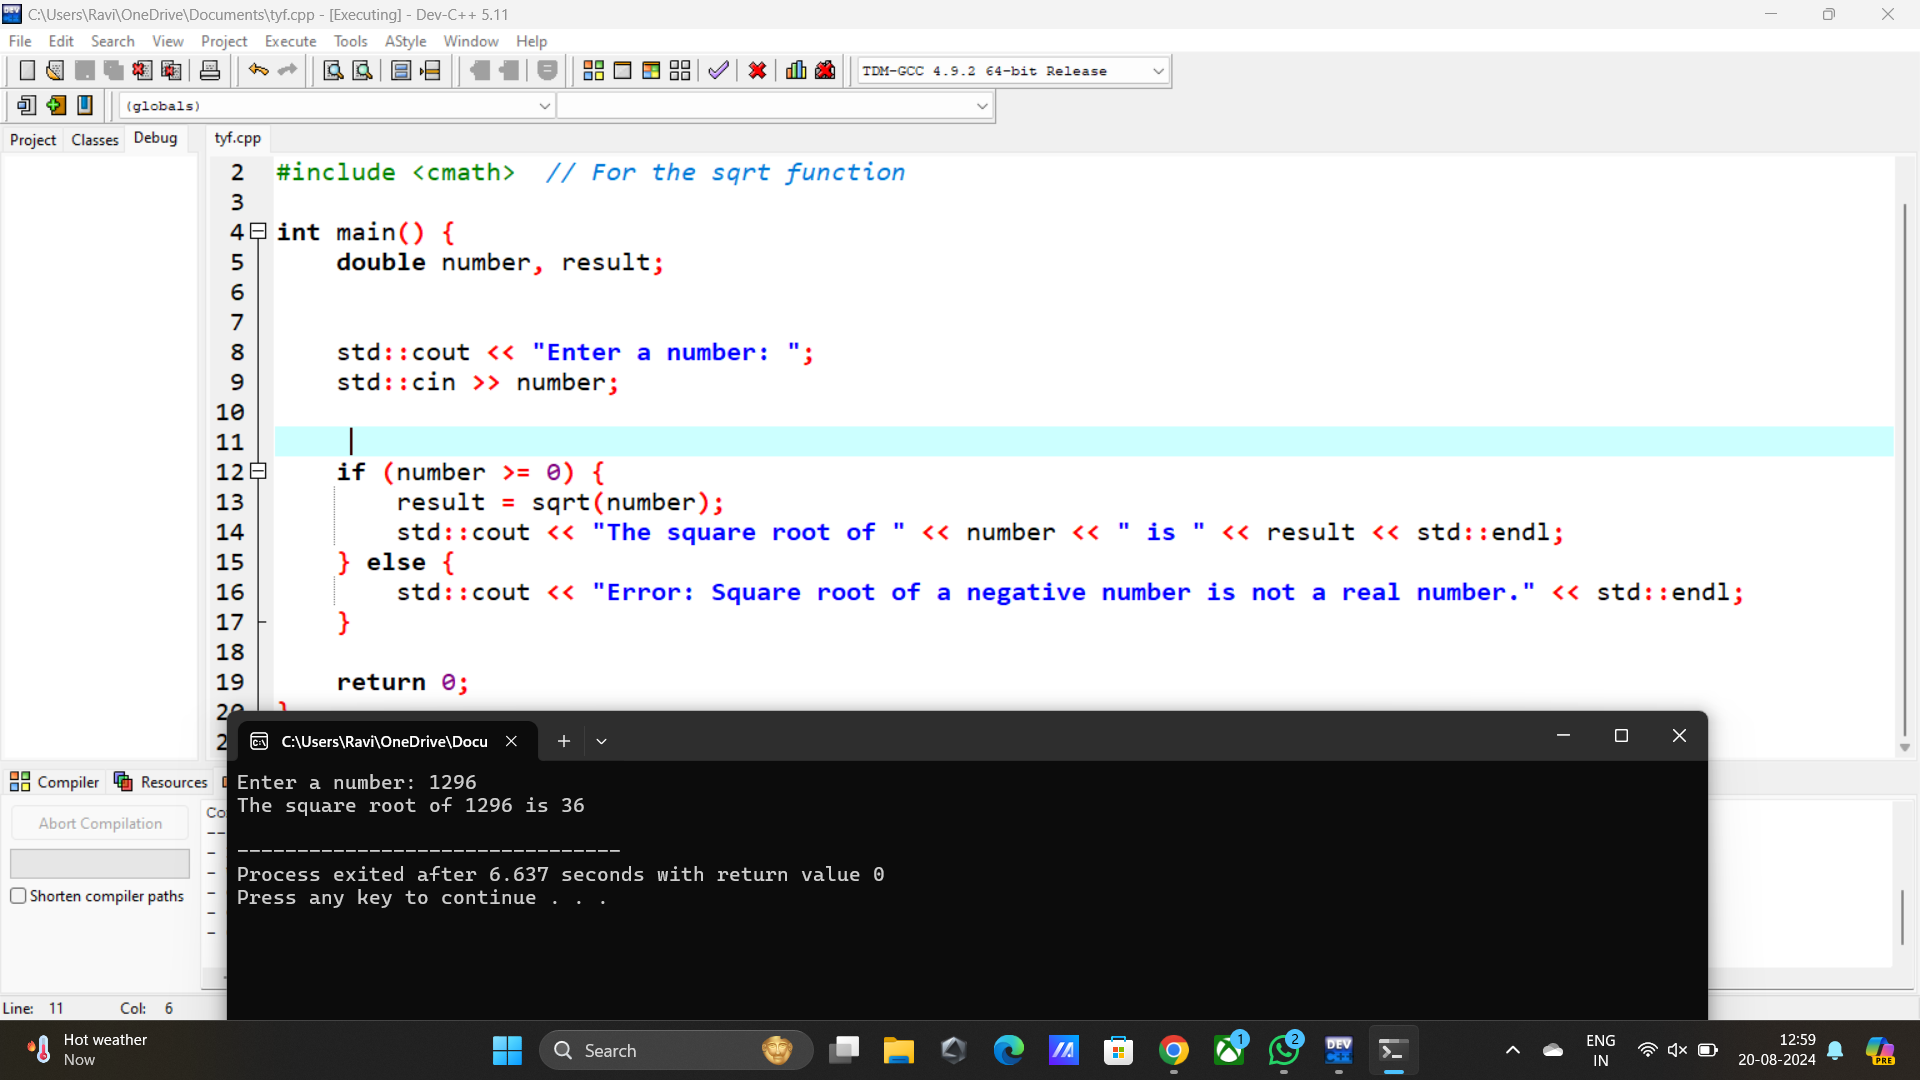 C:\Users\Ravi\OneDrive\Documents\tyf.cpp - [Executing] - Dev-C++ 5.11
File Edit Search View Project Execute Tools AStyle Window Help
TDM-GCC 4.9.2 64-bit Release
(globals)
Project Classes Debug tyf.cpp
2 #include <cmath>  // For the sqrt function
3
4 int main() {
5     double number, result;
6
7
8     std::cout << "Enter a number: ";
9     std::cin >> number;
10
11
12     if (number >= 0) {
13         result = sqrt(number);
14         std::cout << "The square root of " << number << " is " << result << std::endl;
15     } else {
16         std::cout << "Error: Square root of a negative number is not a real number." << std::endl;
17     }
18
19     return 0;
20 }
C:\Users\Ravi\OneDrive\Docu
Enter a number: 1296
The square root of 1296 is 36
--------------------------------
Process exited after 6.637 seconds with return value 0
Press any key to continue . . .
Compiler Resources
Abort Compilation
Shorten compiler paths
Line: 11 Col: 6
Hot weather
Now
Search
1
2
DEV
C++
ENG
IN
12:59
20-08-2024
PRE